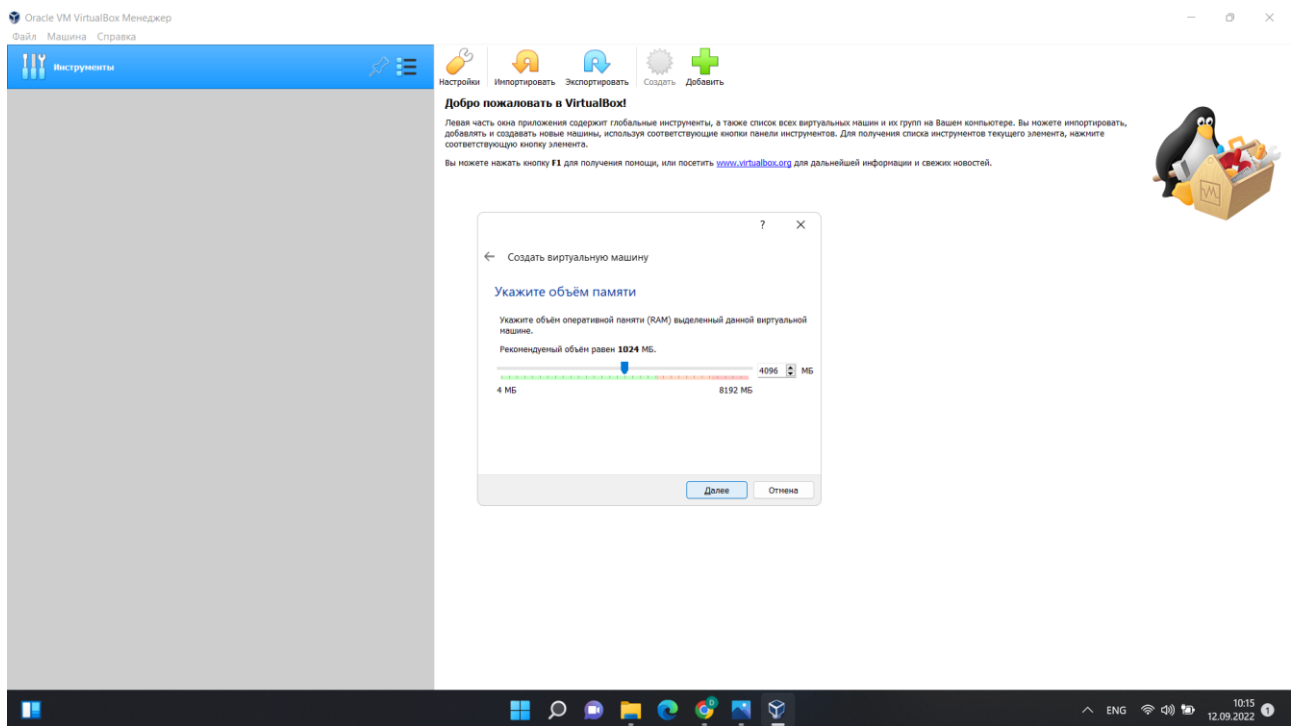 Oracle VM VirtualBox Менеджер
Файл Машина Справка
Инструменты
Настройки Импортировать Экспортировать Создать Добавить
Добро пожаловать в VirtualBox!
Левая часть окна приложения содержит глобальные инструменты, а также список всех виртуальных машин и их групп на Вашем компьютере. Вы можете импортировать,
добавлять и создавать новые машины, используя соответствующие кнопки панели инструментов. Для получения списка инструментов текущего элемента, нажмите
соответствующую кнопку элемента.
Вы можете нажать кнопку F1 для получения помощи, или посетить www.virtualbox.org для дальнейшей информации и свежих новостей.
?
Создать виртуальную машину
Укажите объём памяти
Укажите объём оперативной памяти (RAM) выделенный данной виртуальной
машине.
Рекомендуемый объём равен 1024 МБ.
4096 МБ
4 МБ 8192 МБ
Далее Отмена
ENG 10:15
12.09.2022 1